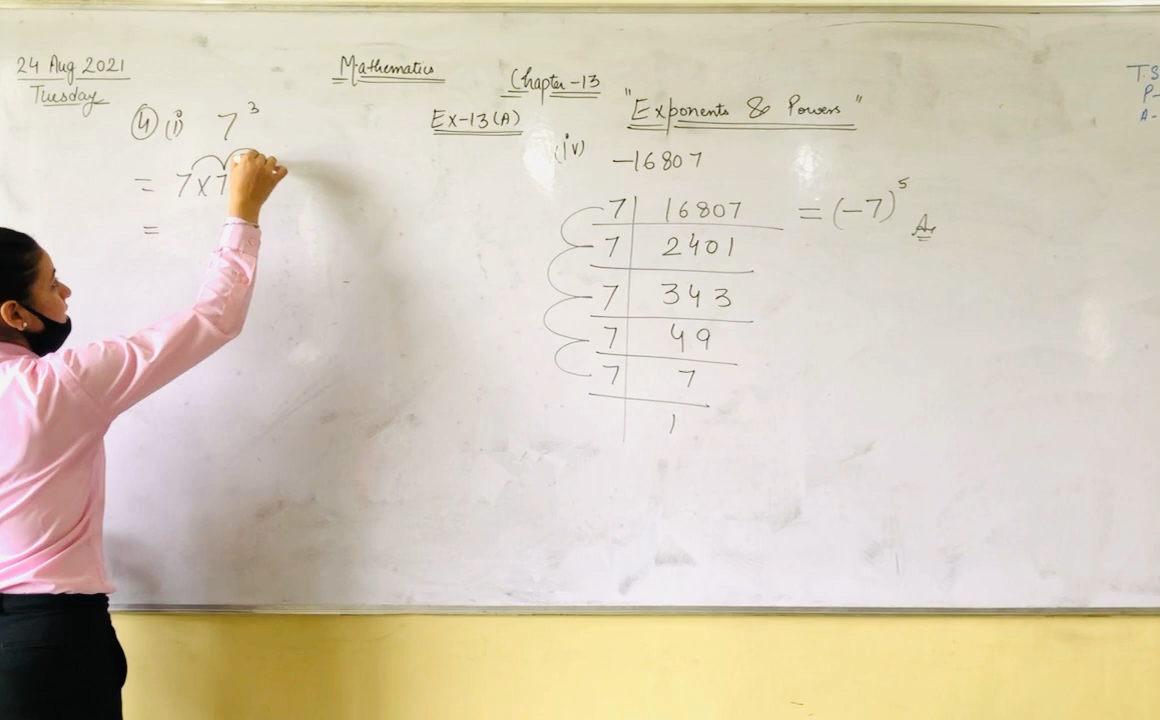 24 Aug 2021
Tuesday
Mathematics
Chapter-13
Ex-13(A)
"Exponents & Powers"
T.S
P-
A-
(4) (i) 7³
= 7x7
=
(iv) -16807
7 | 16807
7 | 2401
7 | 343
7 | 49
7 | 7
1
= (-7)⁵